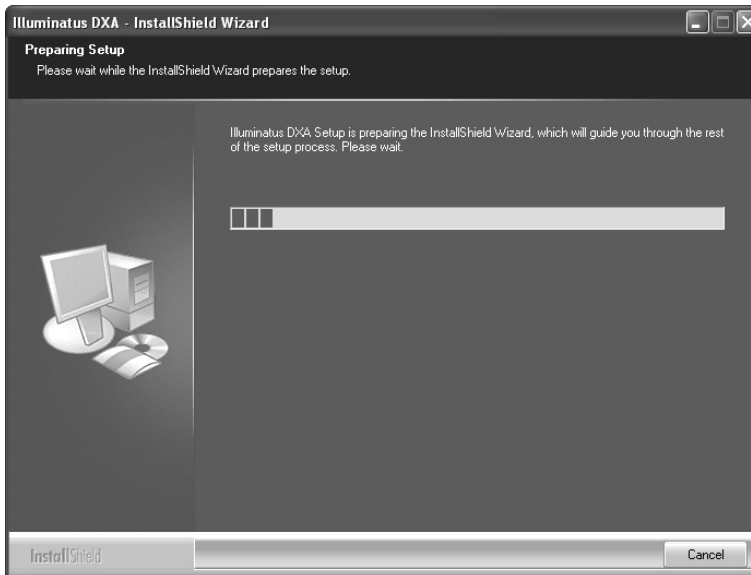 Illuminatus DXA - InstallShield Wizard
Preparing Setup
Please wait while the InstallShield Wizard prepares the setup.
Illuminatus DXA Setup is preparing the InstallShield Wizard, which will guide you through the rest
of the setup process. Please wait.
InstallShield
Cancel